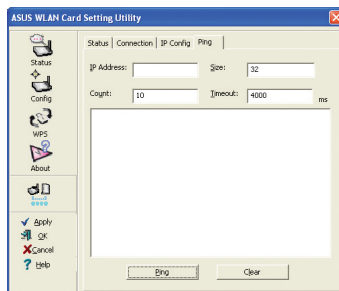 ASUS WLAN Card Setting Utility
Status Connection IP Config Ping
Status
Config
WPS
About
Apply
OK
Cancel
Help
IP Address: Size: 32
Count: 10 Timeout: 4000 ms
Ping Clear